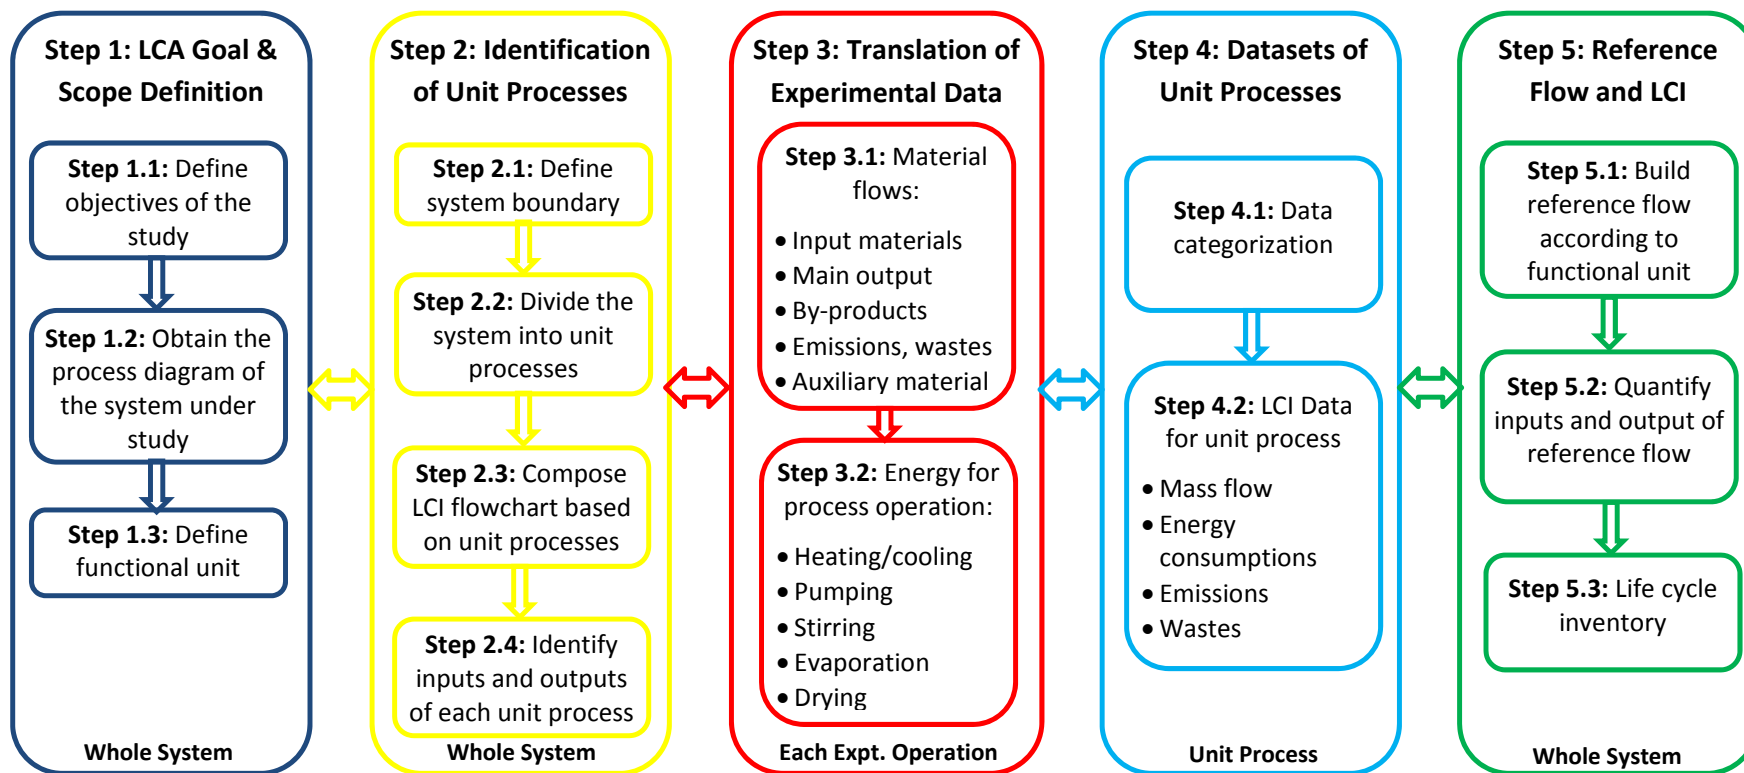 Step 1: LCA Goal &
Scope Definition
Step 1.1: Define
objectives of the
study
Step 1.2: Obtain the
process diagram of
the system under
study
Step 1.3: Define
functional unit
Whole System
Step 2: Identification
of Unit Processes
Step 2.1: Define
system boundary
Step 2.2: Divide the
system into unit
processes
Step 2.3: Compose
LCI flowchart based
on unit processes
Step 2.4: Identify
inputs and outputs
of each unit process
Whole System
Step 3: Translation of
Experimental Data
Step 3.1: Material
flows:
• Input materials
• Main output
• By-products
• Emissions, wastes
• Auxiliary material
Step 3.2: Energy for
process operation:
• Heating/cooling
• Pumping
• Stirring
• Evaporation
• Drying
Each Expt. Operation
Step 4: Datasets of
Unit Processes
Step 4.1: Data
categorization
Step 4.2: LCI Data
for unit process
• Mass flow
• Energy
consumptions
• Emissions
• Wastes
Unit Process
Step 5: Reference
Flow and LCI
Step 5.1: Build
reference flow
according to
functional unit
Step 5.2: Quantify
inputs and output of
reference flow
Step 5.3: Life cycle
inventory
Whole System